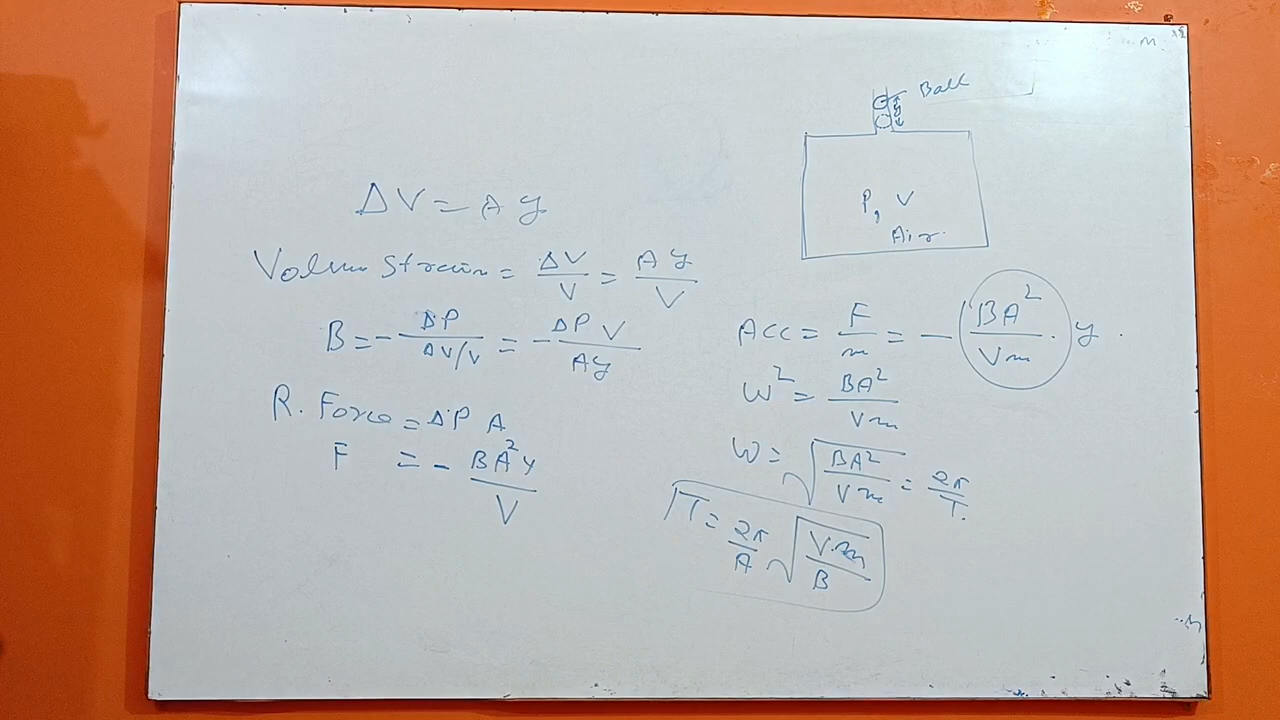 Ball
y
P, V
Air.
ΔV = A y
Volume Strain = ΔV/V = A y/V
B = - ΔP/(ΔV/V) = - ΔP V/(A y)
R. Force = ΔP A
F = - BA²y/V
Acc = F/m = - BA²/(Vm) . y .
W² = BA²/(Vm)
W = √(BA²/(Vm)) = 2π/T.
T = 2π/A √(V.m/B)